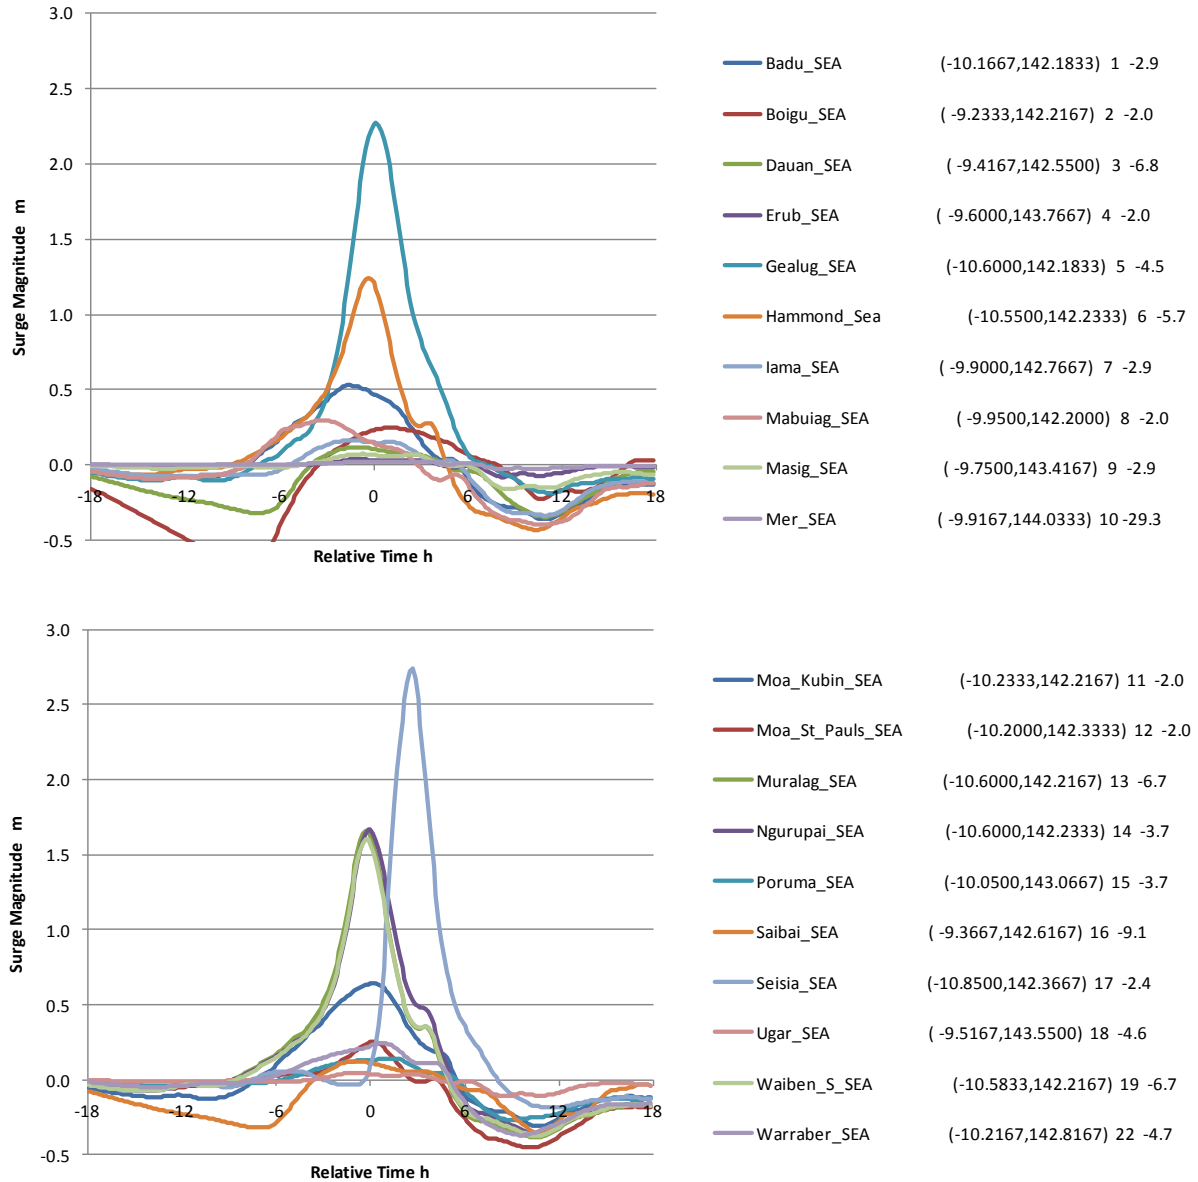 3.0
2.5
2.0
1.5
1.0
0.5
0.0
-0.5
Surge Magnitude m
-18 -12 -6 0 6 12 18
Relative Time h
Badu_SEA (-10.1667,142.1833) 1 -2.9
Boigu_SEA ( -9.2333,142.2167) 2 -2.0
Dauan_SEA ( -9.4167,142.5500) 3 -6.8
Erub_SEA ( -9.6000,143.7667) 4 -2.0
Gealug_SEA (-10.6000,142.1833) 5 -4.5
Hammond_Sea (-10.5500,142.2333) 6 -5.7
Iama_SEA ( -9.9000,142.7667) 7 -2.9
Mabuiag_SEA ( -9.9500,142.2000) 8 -2.0
Masig_SEA ( -9.7500,143.4167) 9 -2.9
Mer_SEA ( -9.9167,144.0333) 10 -29.3
3.0
2.5
2.0
1.5
1.0
0.5
0.0
-0.5
Surge Magnitude m
-18 -12 -6 0 6 12 18
Relative Time h
Moa_Kubin_SEA (-10.2333,142.2167) 11 -2.0
Moa_St_Pauls_SEA (-10.2000,142.3333) 12 -2.0
Muralag_SEA (-10.6000,142.2167) 13 -6.7
Ngurupai_SEA (-10.6000,142.2333) 14 -3.7
Poruma_SEA (-10.0500,143.0667) 15 -3.7
Saibai_SEA ( -9.3667,142.6167) 16 -9.1
Seisia_SEA (-10.8500,142.3667) 17 -2.4
Ugar_SEA ( -9.5167,143.5500) 18 -4.6
Waiben_S_SEA (-10.5833,142.2167) 19 -6.7
Warraber_SEA (-10.2167,142.8167) 22 -4.7